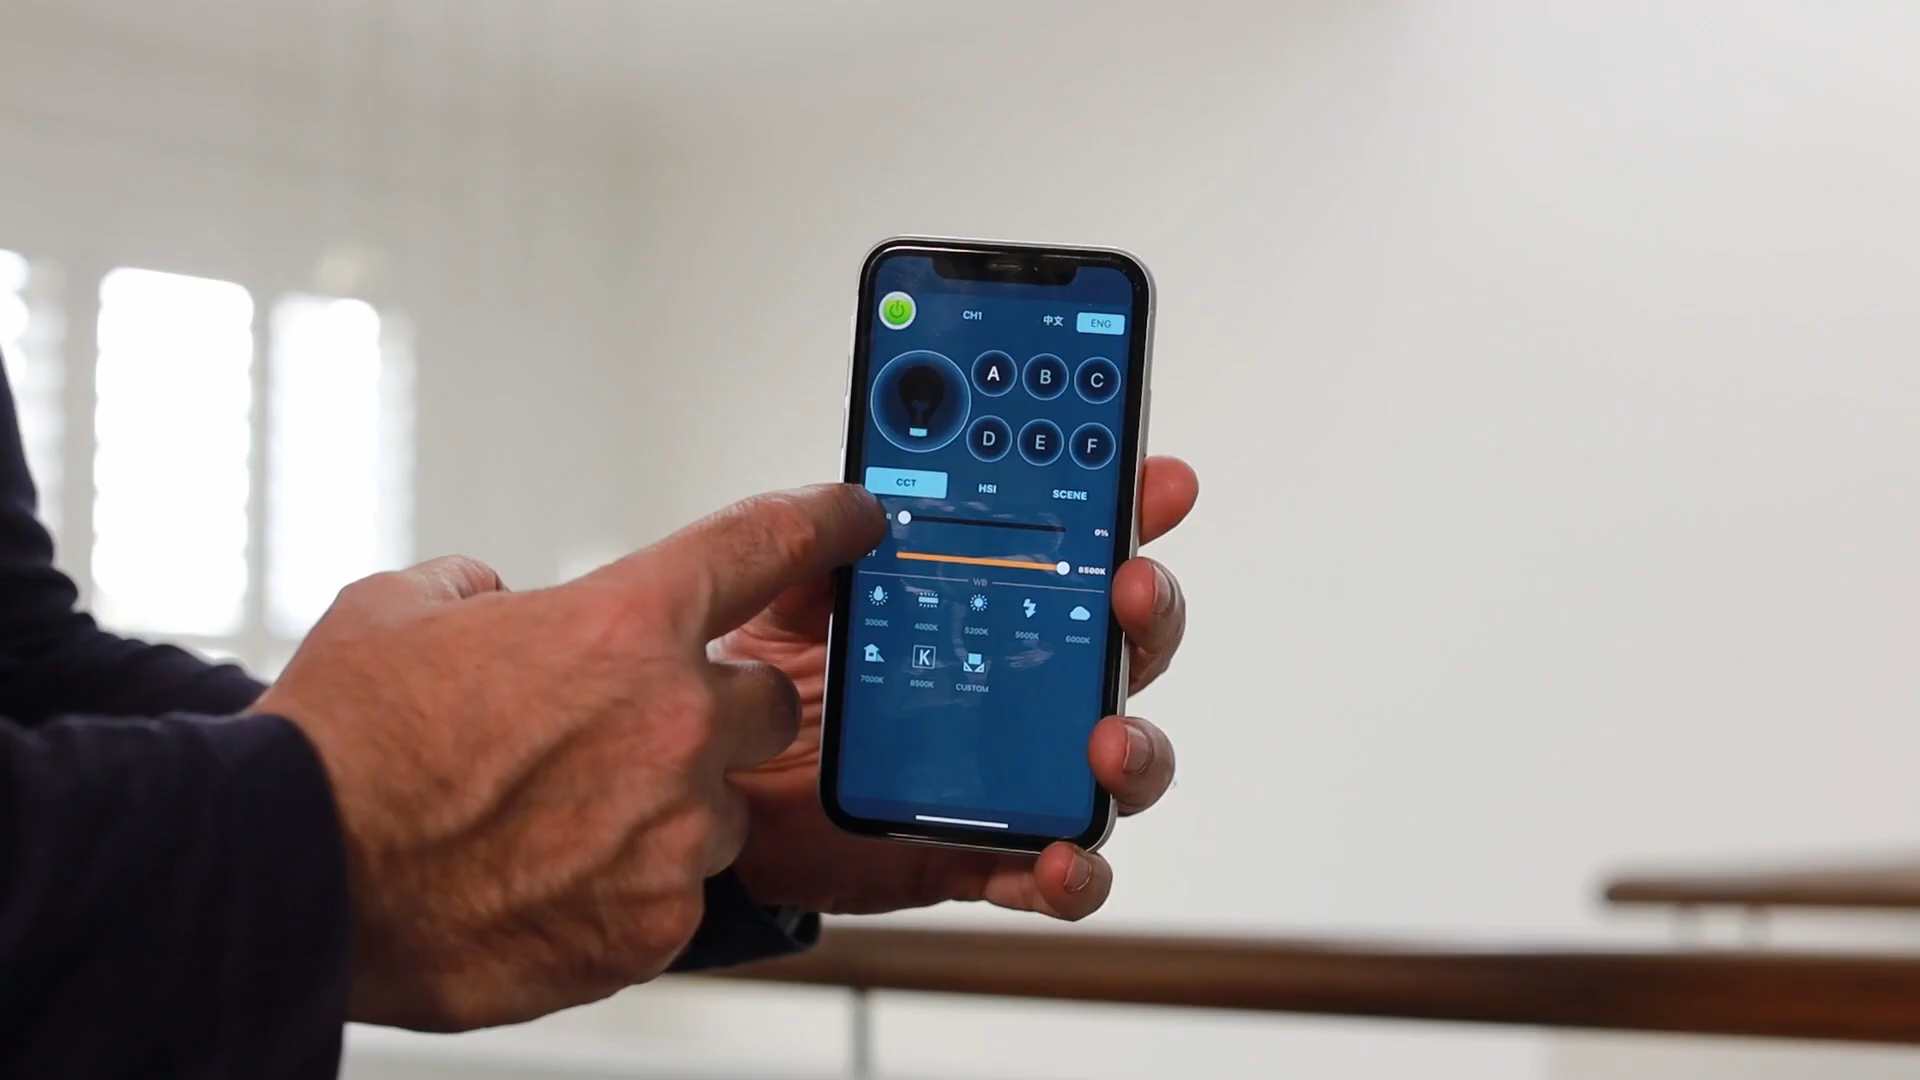 CH1 中文 ENG
A B C
D E F
CCT HSI SCENE
0%
8500K
WB
3000K 4000K 5200K 5500K 6000K
K
7000K 8500K CUSTOM